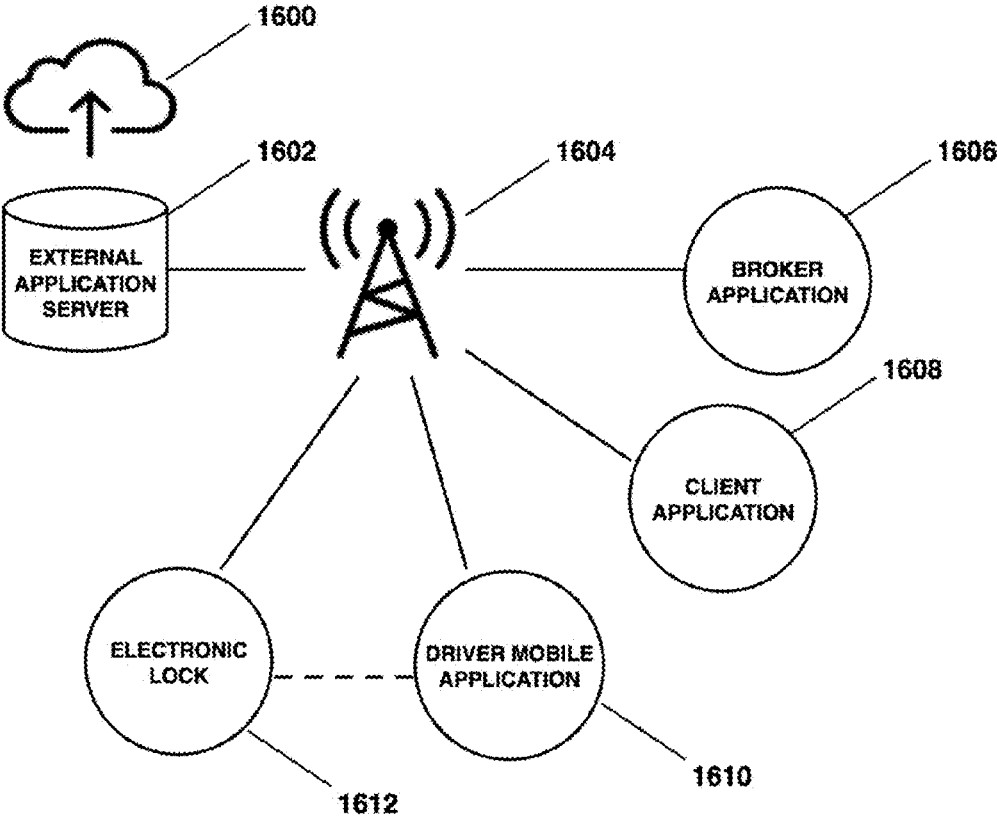 1600
1602
1604
1606
EXTERNAL
APPLICATION
SERVER
BROKER
APPLICATION
1608
CLIENT
APPLICATION
ELECTRONIC
LOCK
DRIVER MOBILE
APPLICATION
1610
1612